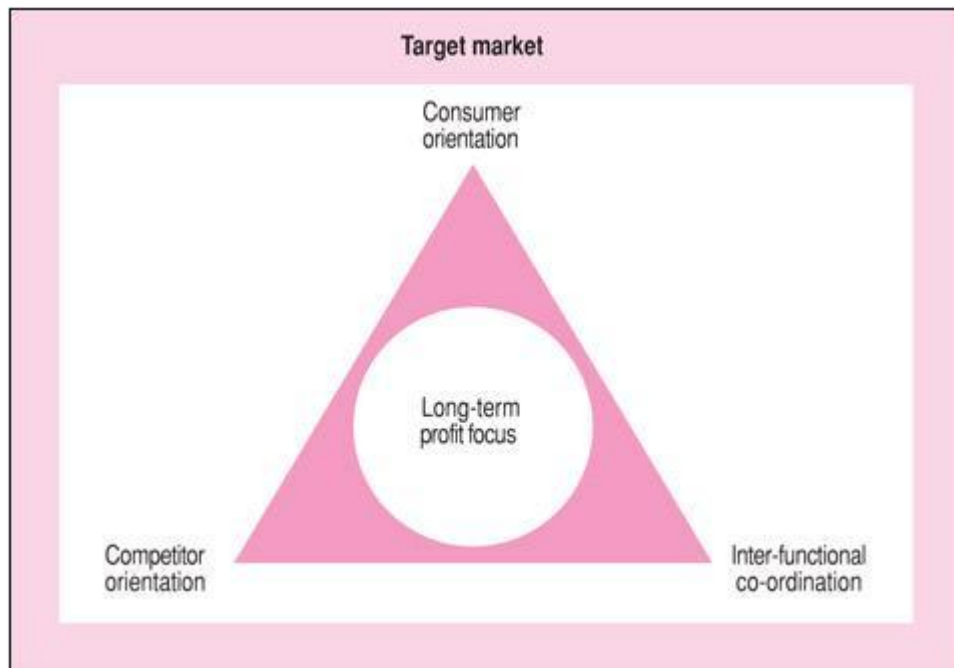 Target market
Consumer
orientation
Long-term
profit focus
Competitor
orientation
Inter-functional
co-ordination